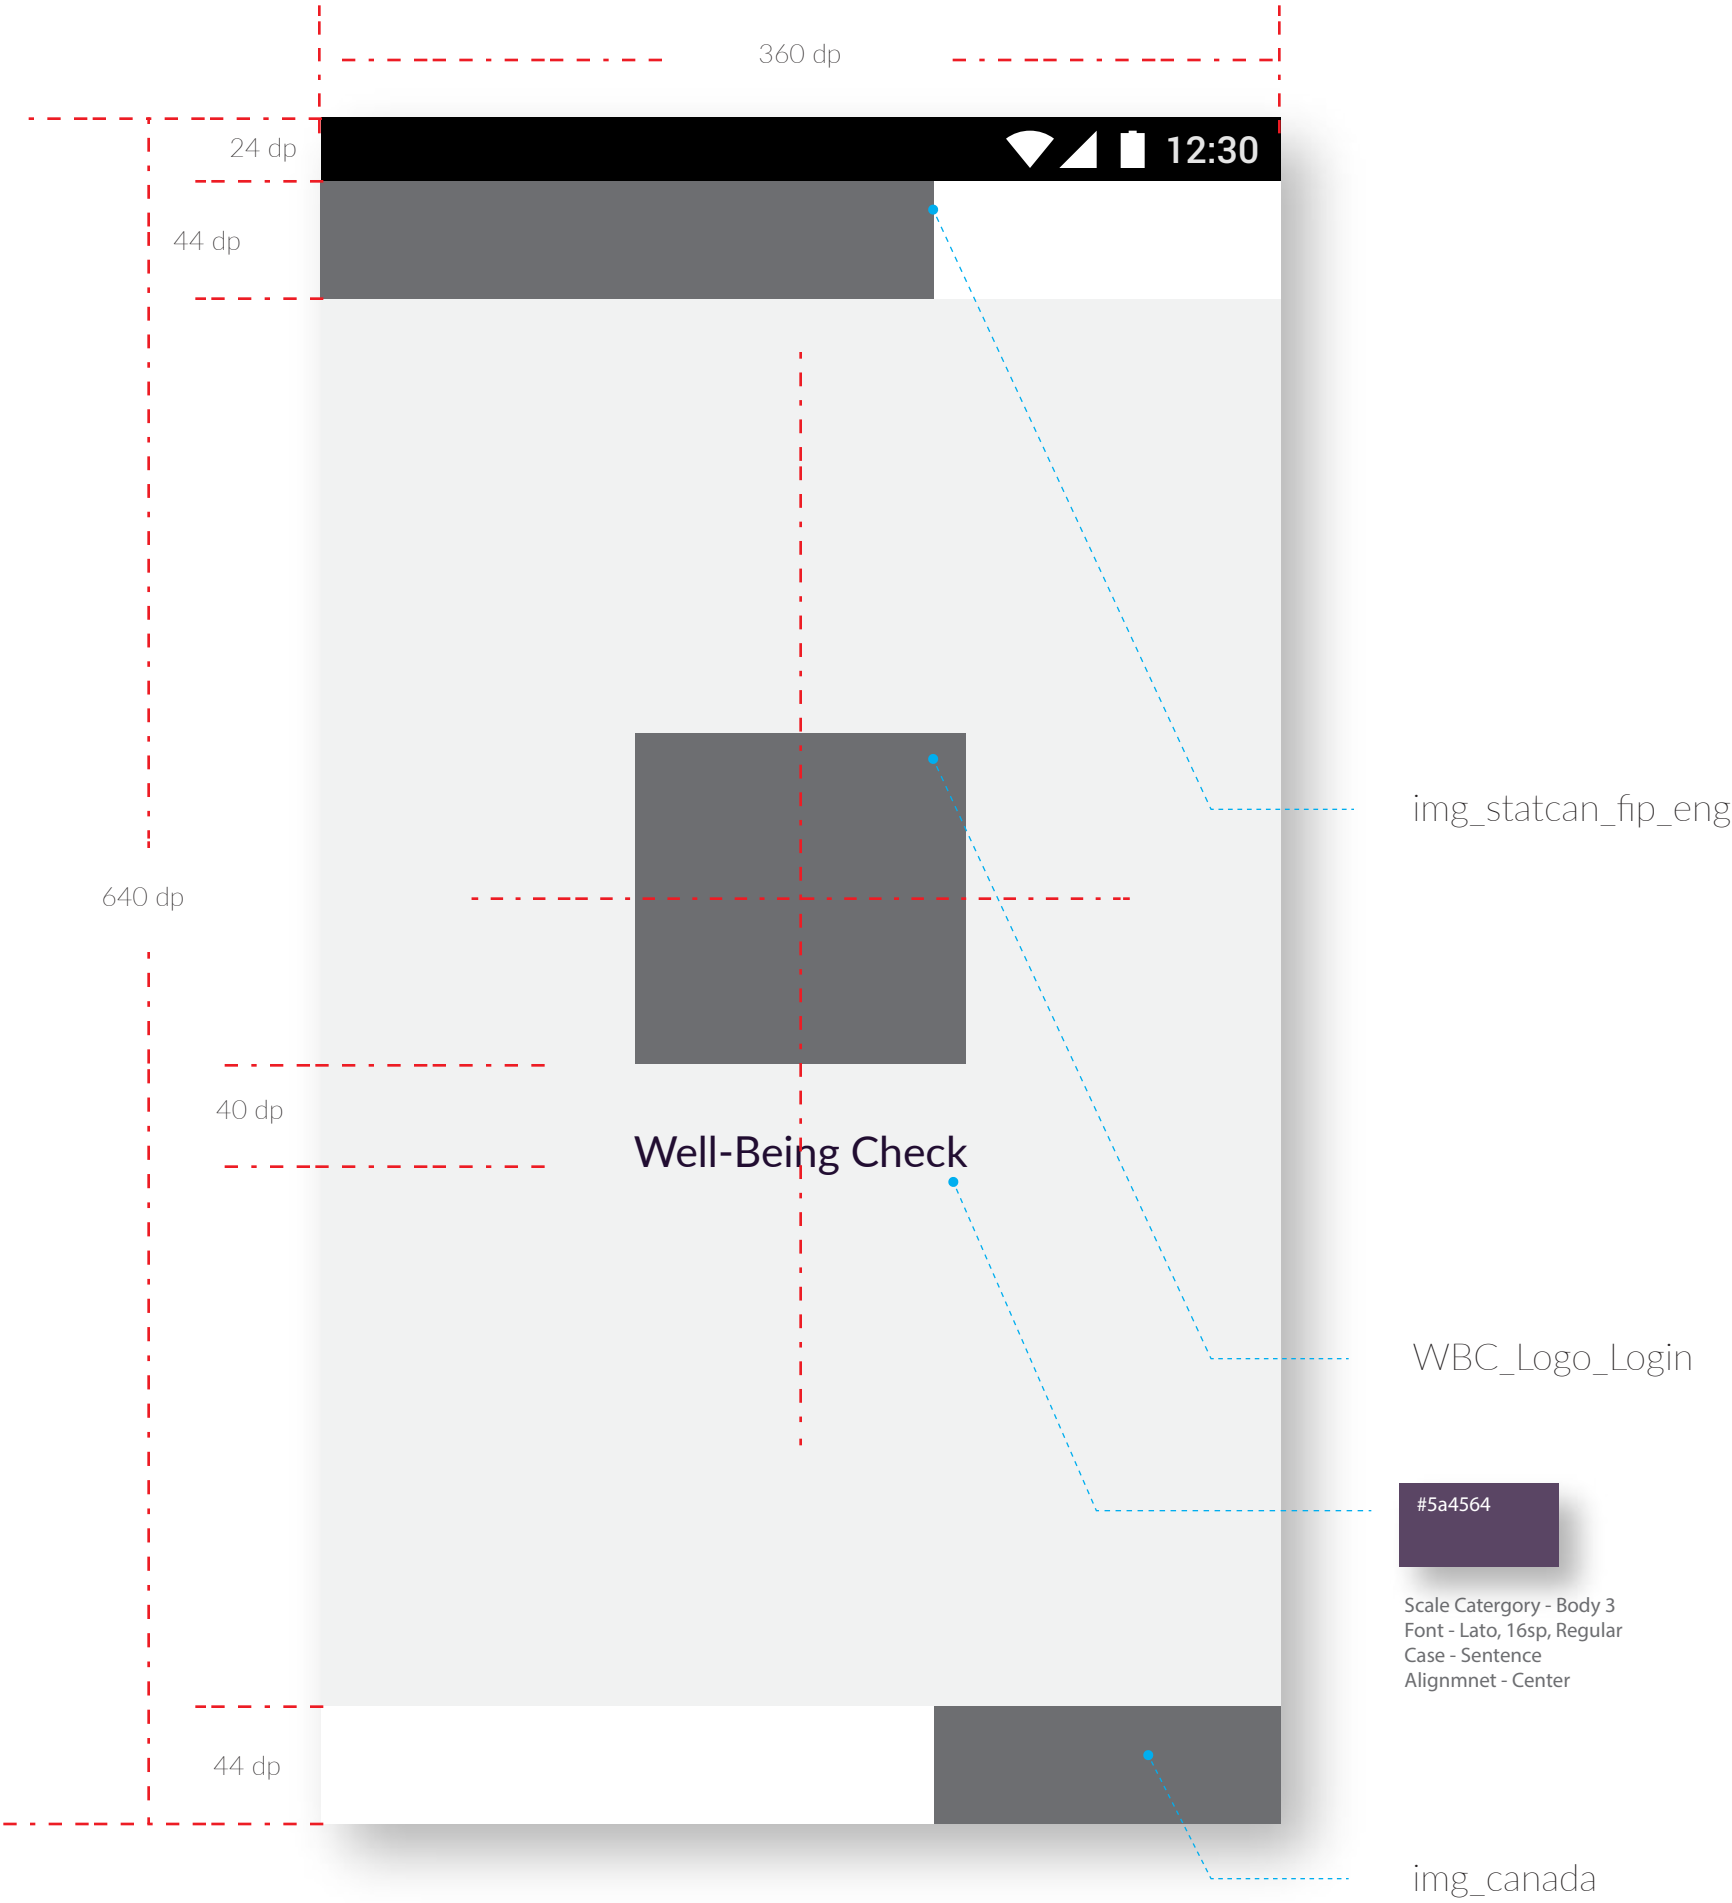 360 dp
24 dp
12:30
44 dp
img_statcan_fip_eng
640 dp
40 dp
Well-Being Check
WBC_Logo_Login
#5a4564
Scale Catergory - Body 3
Font - Lato, 16sp, Regular
Case - Sentence
Alignmnet - Center
44 dp
img_canada